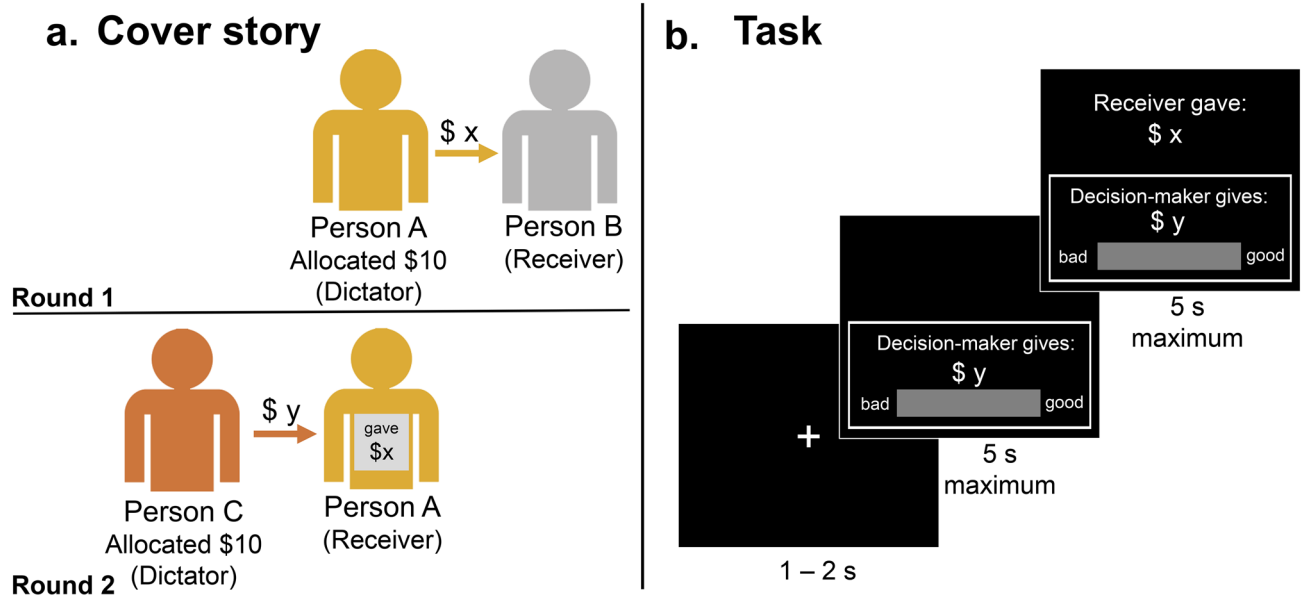 a. Cover story
$ x
Person A
Allocated $10
(Dictator)
Person B
(Receiver)
Round 1
$ y
gave
$x
Person C
Allocated $10
(Dictator)
Person A
(Receiver)
Round 2
b. Task
+
1 – 2 s
Decision-maker gives:
$ y
bad good
5 s
maximum
Receiver gave:
$ x
Decision-maker gives:
$ y
bad good
5 s
maximum